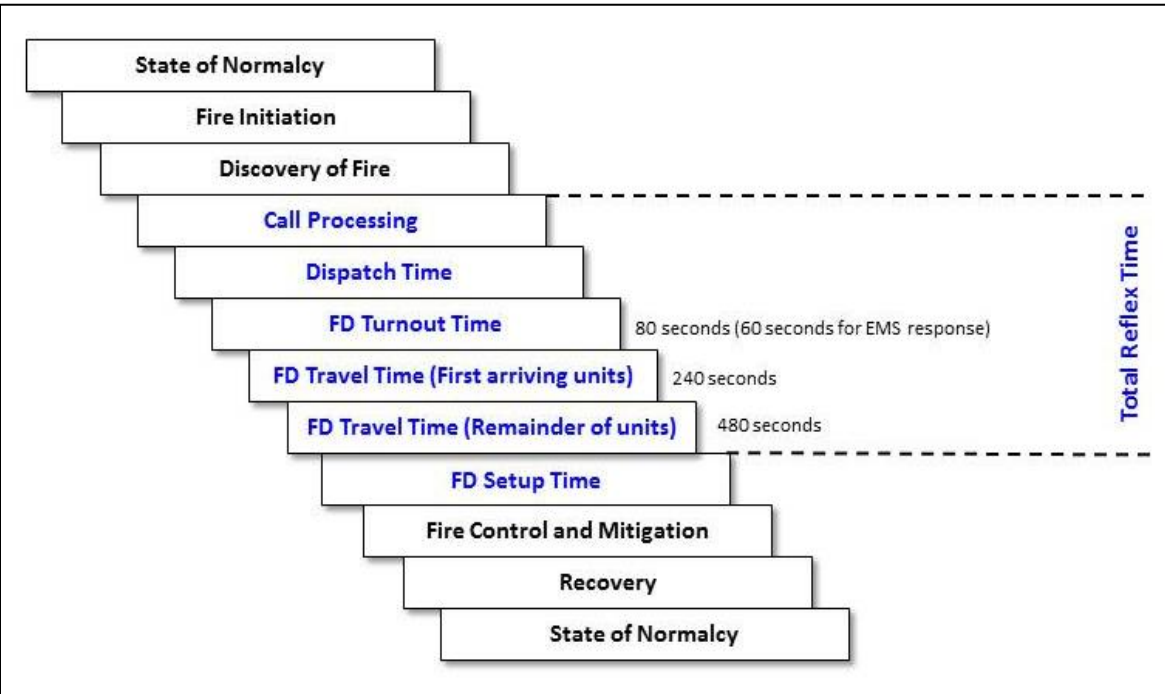 State of Normalcy
Fire Initiation
Discovery of Fire
Call Processing
Dispatch Time
FD Turnout Time
80 seconds (60 seconds for EMS response)
FD Travel Time (First arriving units)
240 seconds
FD Travel Time (Remainder of units)
480 seconds
Total Reflex Time
FD Setup Time
Fire Control and Mitigation
Recovery
State of Normalcy